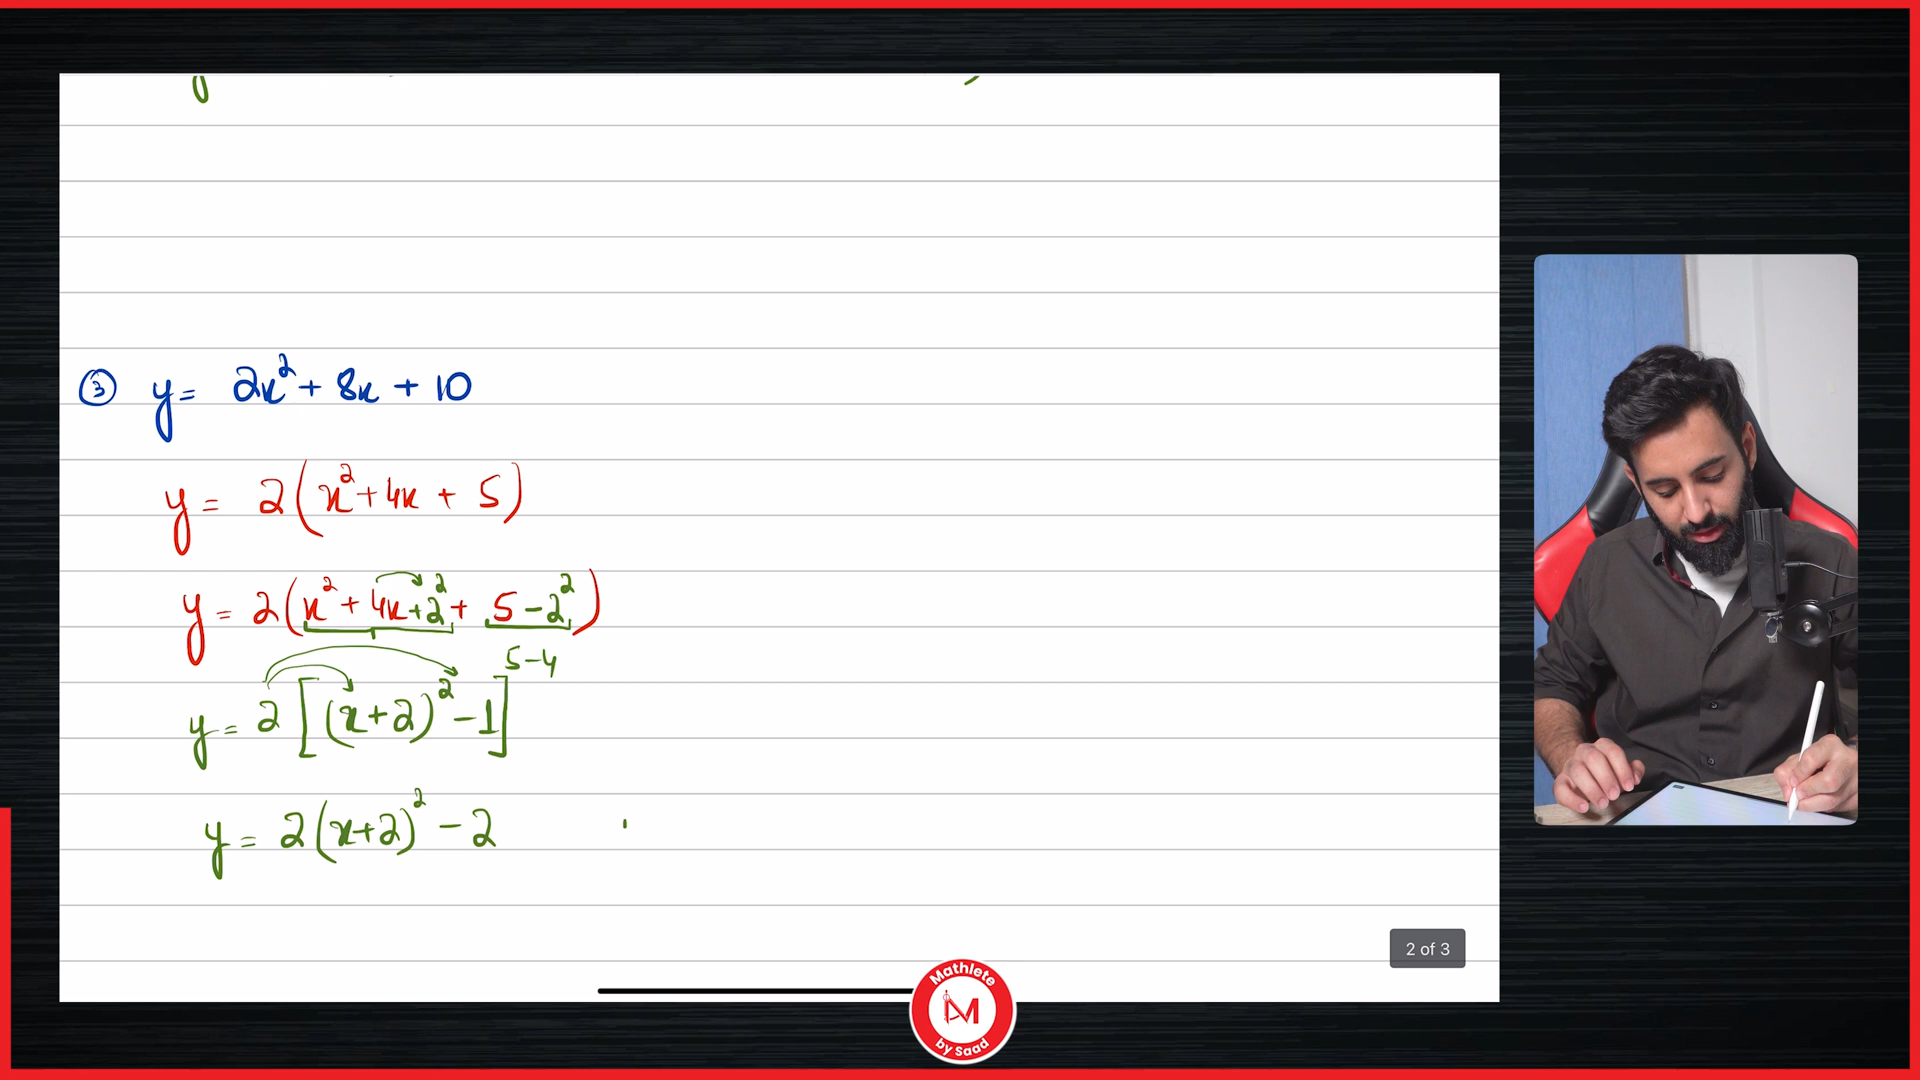 ③ y = 2x² + 8x + 10
y = 2(x² + 4x + 5)
y = 2(x² + 4x + 2² + 5 - 2²)
5 - 4
y = 2[(x+2)² - 1]
y = 2(x+2)² - 2
2 of 3
Mathlete
M
by Saad